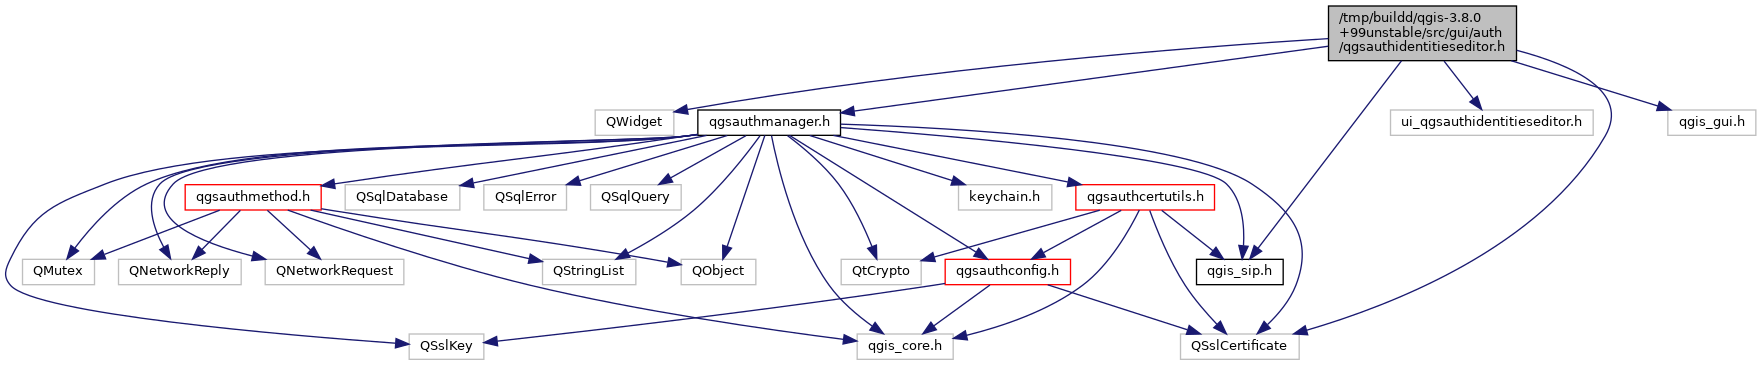 /tmp/buildd/qgis-3.8.0
+99unstable/src/gui/auth
/qgsauthidentitieseditor.h
QWidget
qgsauthmanager.h
ui_qgsauthidentitieseditor.h
qgis_gui.h
qgsauthmethod.h
QSqlDatabase
QSqlError
QSqlQuery
keychain.h
qgsauthcertutils.h
QMutex
QNetworkReply
QNetworkRequest
QStringList
QObject
QtCrypto
qgsauthconfig.h
qgis_sip.h
QSslKey
qgis_core.h
QSslCertificate